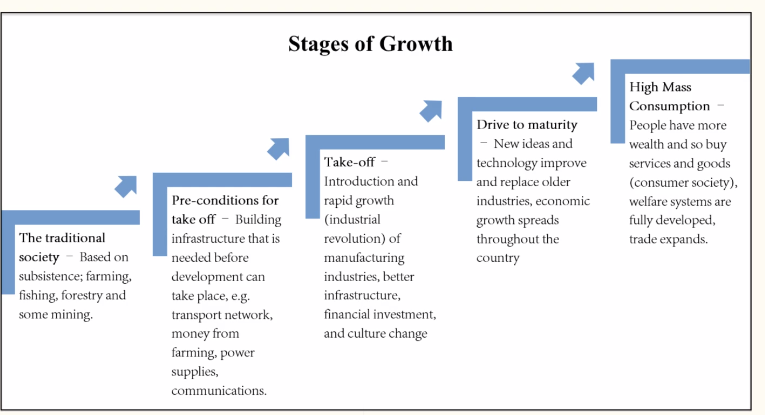 Stages of Growth
The traditional
society – Based on
subsistence; farming,
fishing, forestry and
some mining.
Pre-conditions for
take off – Building
infrastructure that is
needed before
development can
take place, e.g.
transport network,
money from
farming, power
supplies,
communications.
Take-off –
Introduction and
rapid growth
(industrial
revolution) of
manufacturing
industries, better
infrastructure,
financial investment,
and culture change
Drive to maturity
– New ideas and
technology improve
and replace older
industries, economic
growth spreads
throughout the
country
High Mass
Consumption –
People have more
wealth and so buy
services and goods
(consumer society),
welfare systems are
fully developed,
trade expands.